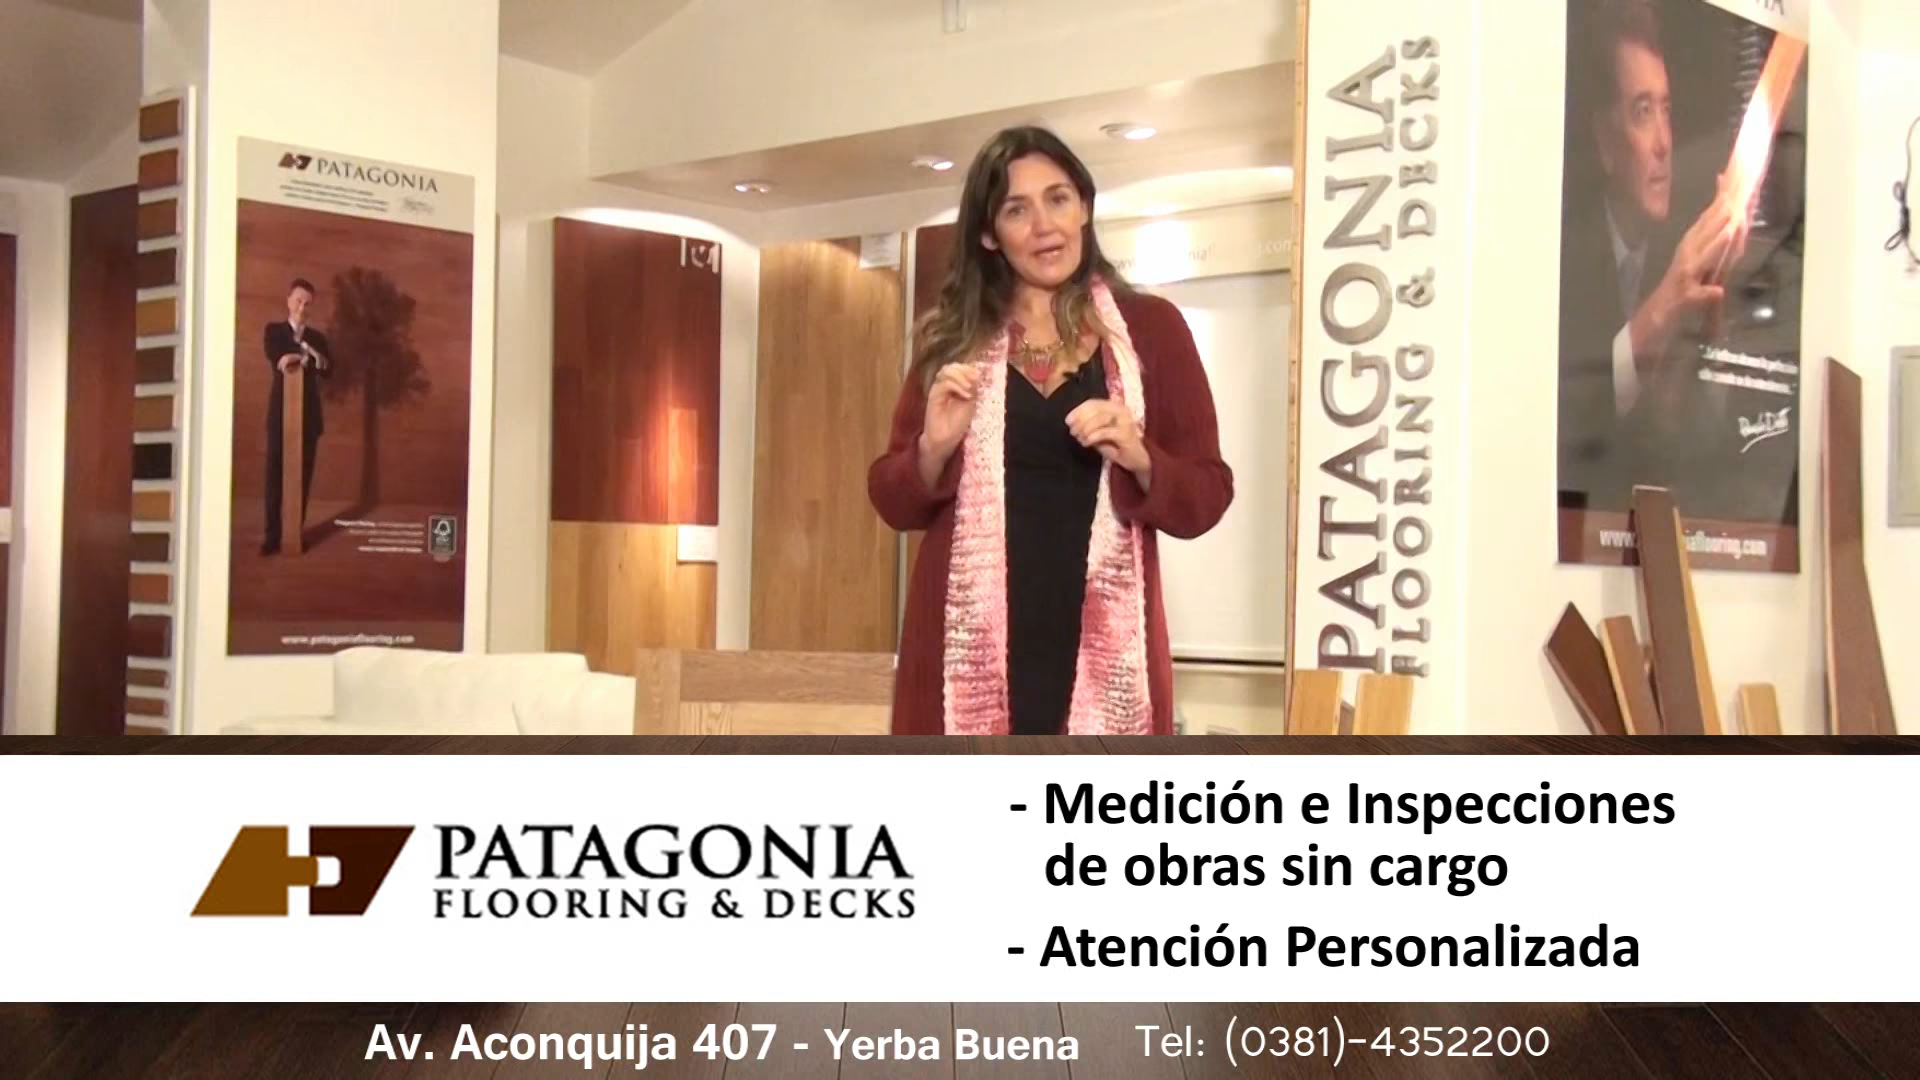 PATAGONIA
www.patagoniaflooring.com
PATAGONIA
FLOORING & DECKS
PATAGONIA
FLOORING & DECKS
- Medición e Inspecciones
de obras sin cargo
- Atención Personalizada
Av. Aconquija 407 - Yerba Buena Tel: (0381)-4352200